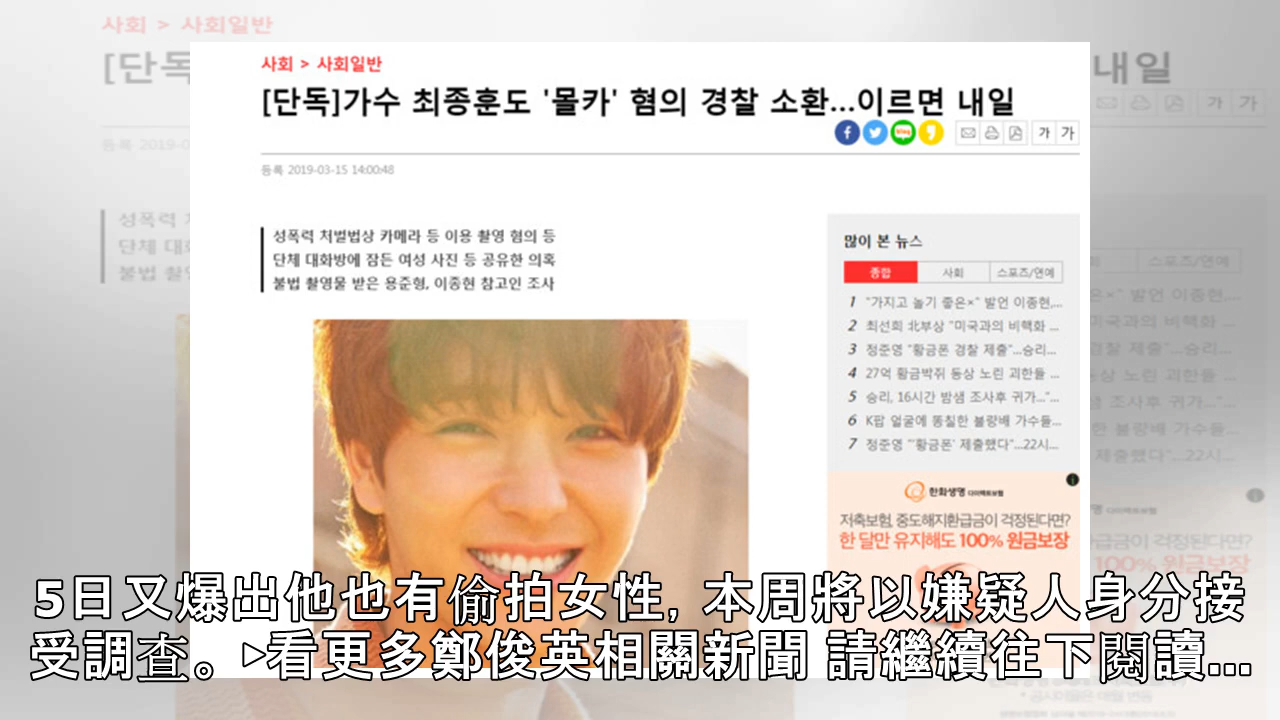 사회 > 사회일반
[단독]가수 최종훈도 '몰카' 혐의 경찰 소환...이르면 내일
가 가
등록 2019-03-15 14:00:48
성폭력 처벌법상 카메라 등 이용 촬영 혐의 등
단체 대화방에 잠든 여성 사진 등 공유한 의혹
불법 촬영물 받은 용준형, 이종현 참고인 조사
많이 본 뉴스
종합 사회 스포츠/연예
1 "가지고 놀기 좋은×" 발언 이종현,...
2 최선희 北부상 "미국과의 비핵화 ...
3 정준영 "황금폰 경찰 제출"...승리...
4 27억 황금박쥐 동상 노린 괴한들 ...
5 승리, 16시간 밤샘 조사후 귀가..."...
6 K팝 얼굴에 똥칠한 불량배 가수들...
7 정준영 "'황금폰' 제출했다"...22시...
한화생명 다이렉트보험
저축보험, 중도해지환급금이 걱정된다면?
한 달만 유지해도 100% 원금보장
5日又爆出他也有偷拍女性, 本周將以嫌疑人身分接
受調查。▷看更多鄭俊英相關新聞 請繼續往下閱讀...